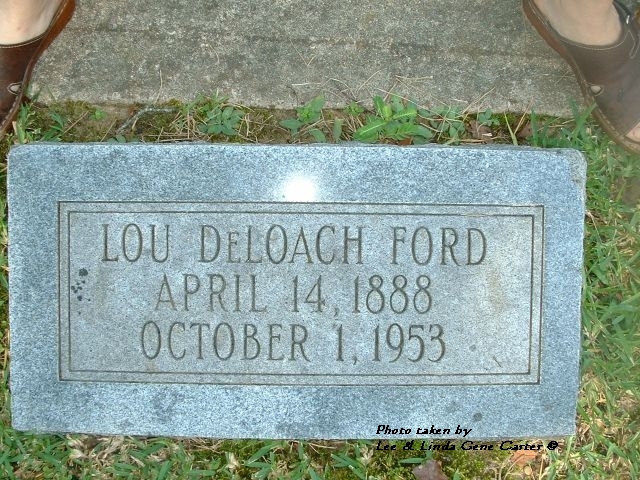 LOU DeLOACH FORD
APRIL 14, 1888
OCTOBER 1, 1953
Photo taken by
Lee & Linda Gene Carter ©